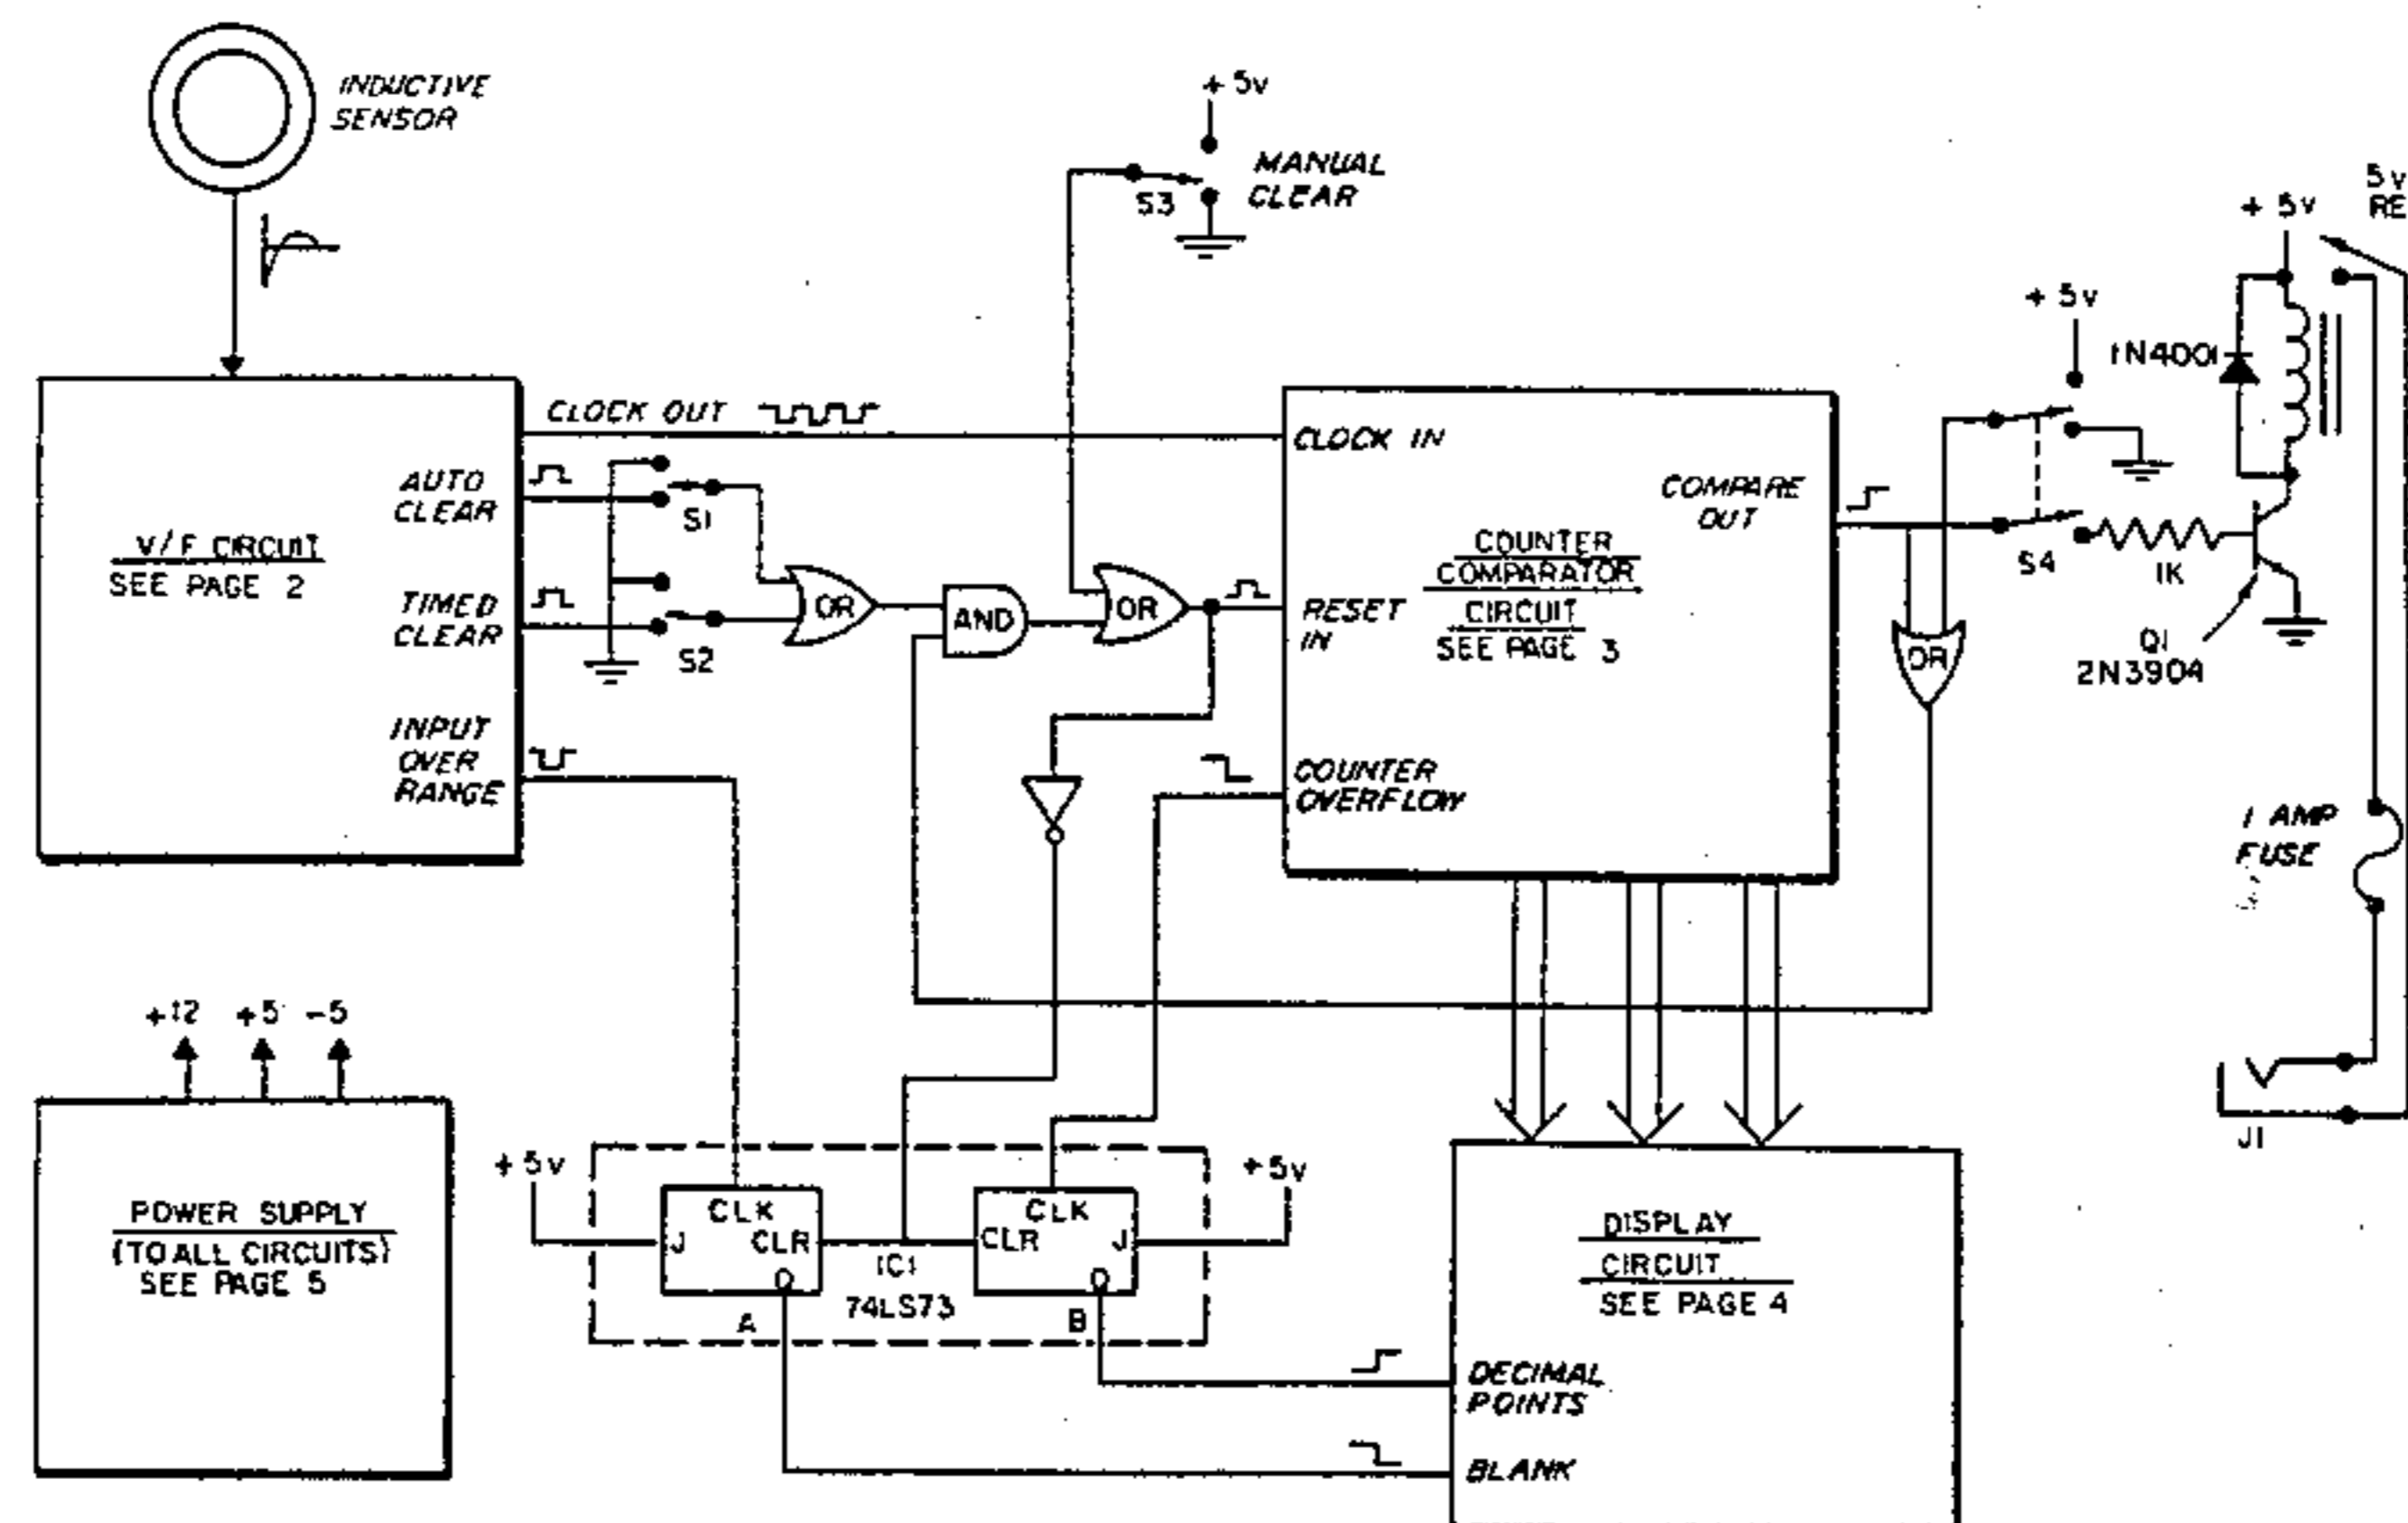 INDUCTIVE
SENSOR
+ 5v
MANUAL
CLEAR
S3
5v
RE
+ 5v
+ 5v
1N4001
CLOCK OUT
CLOCK IN
AUTO
CLEAR
S1
COMPARE
OUT
V/F CIRCUIT
SEE PAGE 2
COUNTER
COMPARATOR
CIRCUIT
SEE PAGE 3
S4
1K
TIMED
CLEAR
S2
OR
AND
OR
RESET
IN
OR
Q1
2N3904
INPUT
OVER
RANGE
COUNTER
OVERFLOW
1 AMP
FUSE
+12 +5 -5
POWER SUPPLY
(TO ALL CIRCUITS)
SEE PAGE 5
+5v
+5v
J
CLK
CLR
Q
A
IC1
74LS73
CLR
CLK
J
Q
B
J1
DISPLAY
CIRCUIT
SEE PAGE 4
DECIMAL
POINTS
BLANK